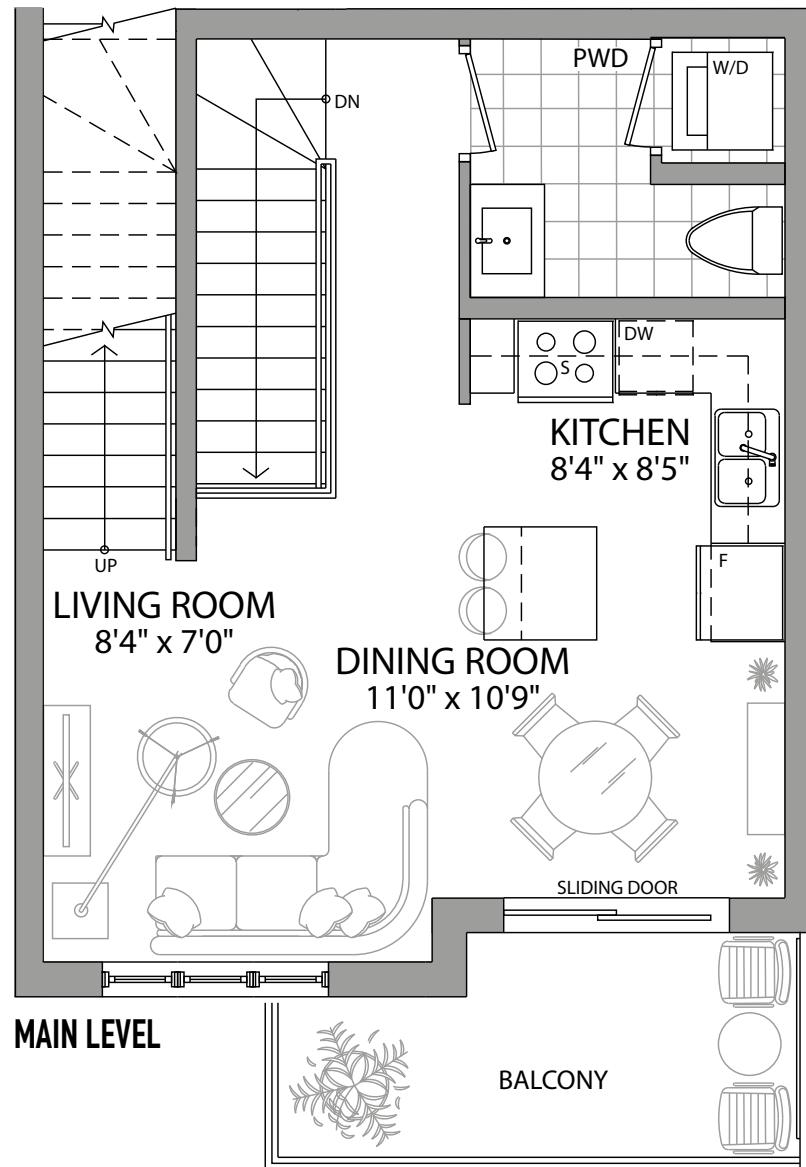 PWD
W/D
DN
DW
S
KITCHEN
8'4" x 8'5"
F
UP
LIVING ROOM
8'4" x 7'0"
DINING ROOM
11'0" x 10'9"
SLIDING DOOR
MAIN LEVEL
BALCONY